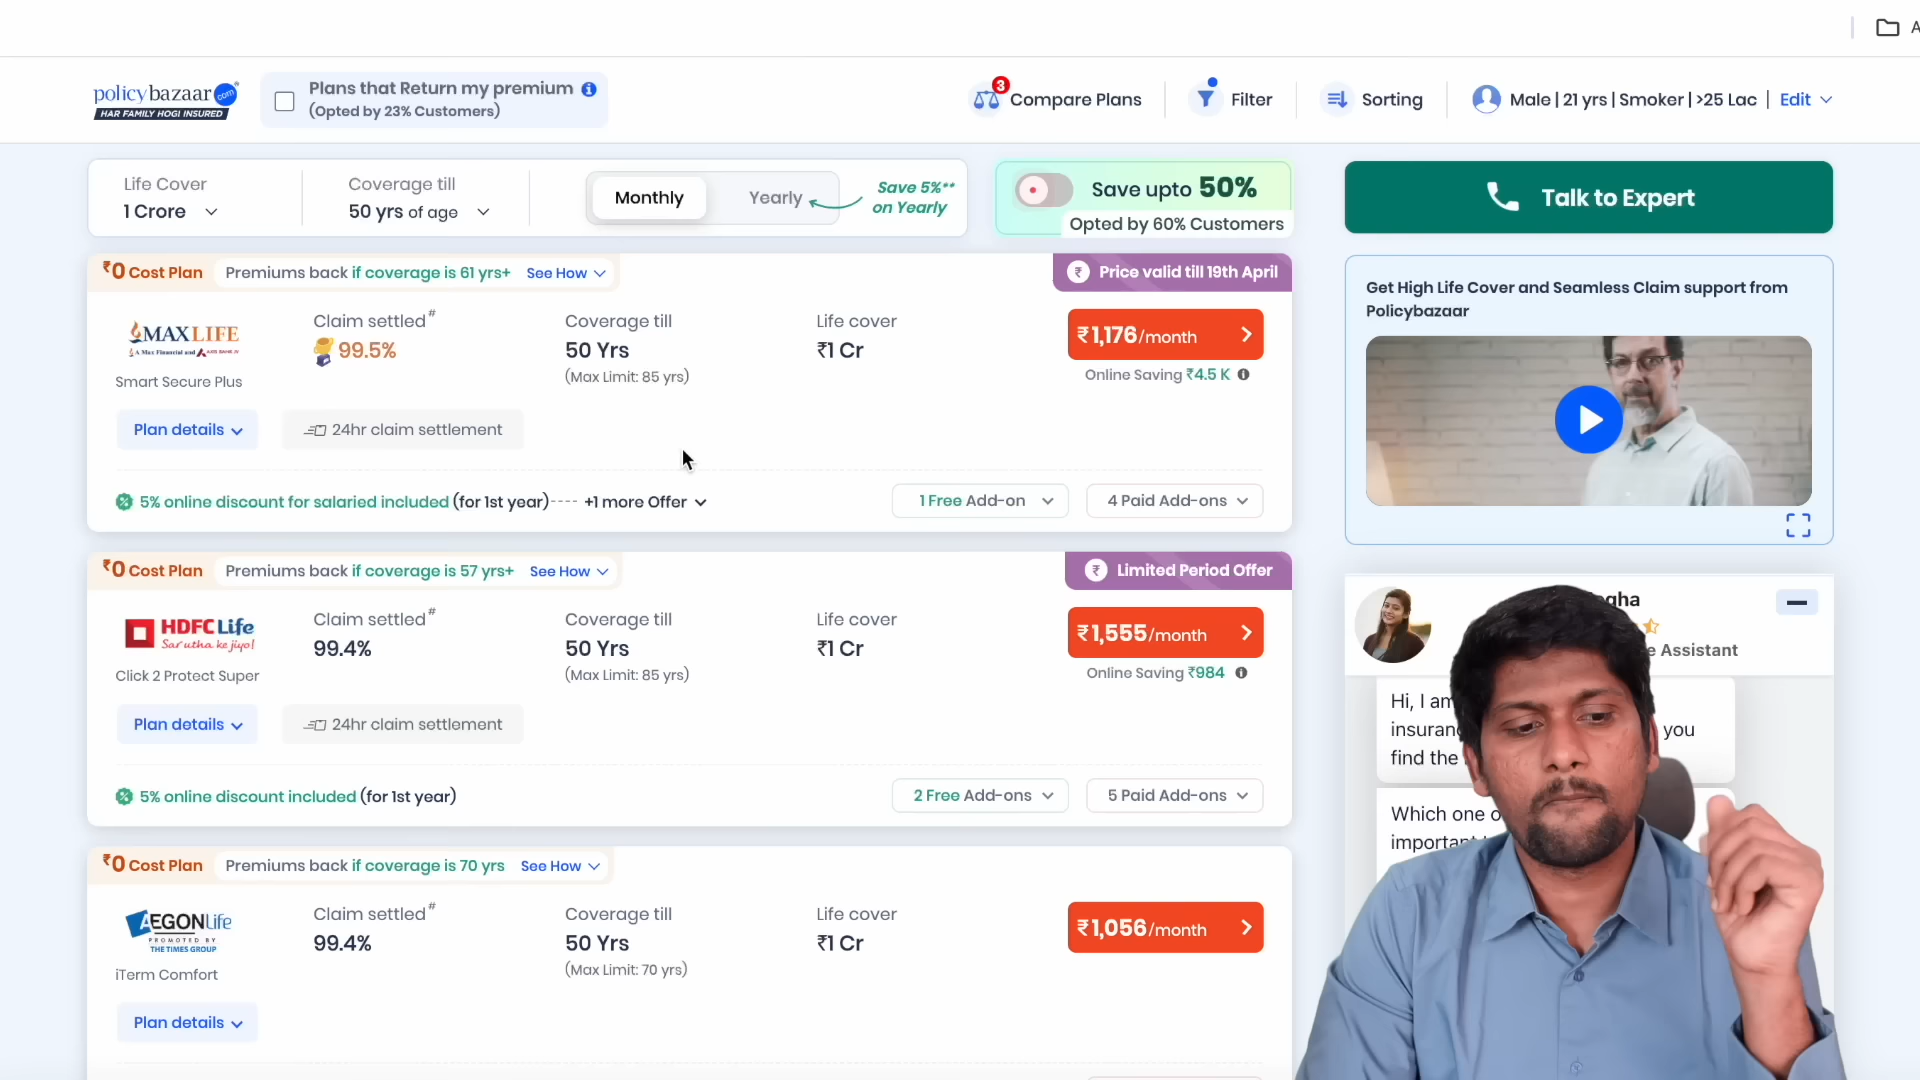 A
policybazaar.com
HAR FAMILY HOGI INSURED
Plans that Return my premium
(Opted by 23% Customers)
3
Compare Plans
Filter
Sorting
Male | 21 yrs | Smoker | >25 Lac | Edit
Life Cover
1 Crore
Coverage till
50 yrs of age
Monthly
Yearly
Save 5%**
on Yearly
Save upto 50%
Opted by 60% Customers
Talk to Expert
₹0 Cost Plan
Premiums back if coverage is 61 yrs+ See How
₹ Price valid till 19th April
MAX LIFE
A Max Financial and AXIS BANK JV
Smart Secure Plus
Claim settled#
99.5%
Coverage till
50 Yrs
(Max Limit: 85 yrs)
Life cover
₹1 Cr
₹1,176/month
Online Saving ₹4.5 K
Plan details
24hr claim settlement
5% online discount for salaried included (for 1st year)---- +1 more Offer
1 Free Add-on
4 Paid Add-ons
Get High Life Cover and Seamless Claim support from
Policybazaar
₹0 Cost Plan
Premiums back if coverage is 57 yrs+ See How
₹ Limited Period Offer
HDFC Life
Sar utha ke jiyo!
Click 2 Protect Super
Claim settled#
99.4%
Coverage till
50 Yrs
(Max Limit: 85 yrs)
Life cover
₹1 Cr
₹1,555/month
Online Saving ₹984
Plan details
24hr claim settlement
5% online discount included (for 1st year)
2 Free Add-ons
5 Paid Add-ons
₹0 Cost Plan
Premiums back if coverage is 70 yrs See How
AEGON Life
PROMOTED BY
THE TIMES GROUP
iTerm Comfort
Claim settled#
99.4%
Coverage till
50 Yrs
(Max Limit: 70 yrs)
Life cover
₹1 Cr
₹1,056/month
Plan details
gha
e Assistant
Hi, I am
insuran you
find the
Which one o
important